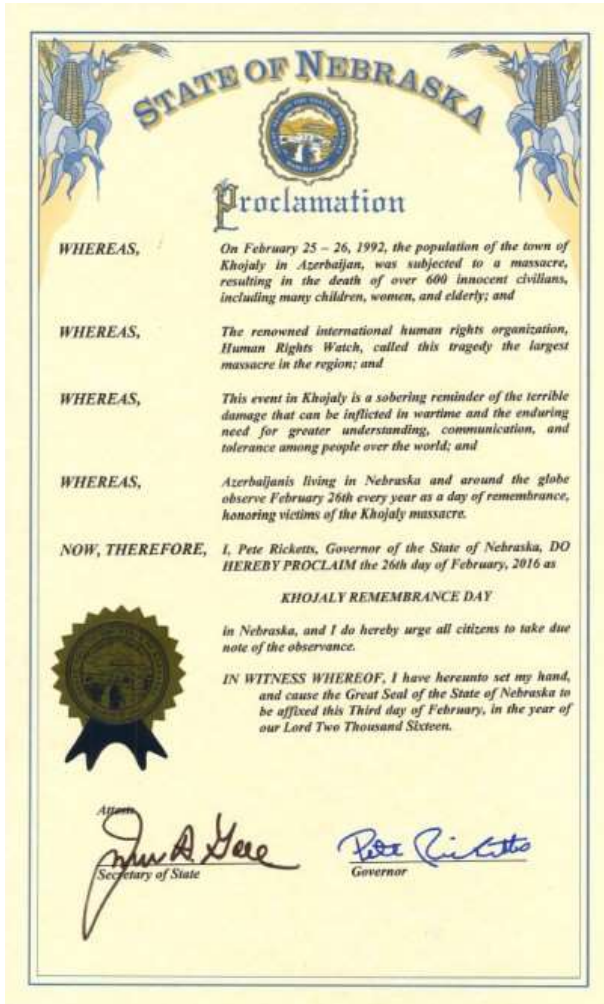 STATE OF NEBRASKA
Proclamation
WHEREAS, On February 25 – 26, 1992, the population of the town of
Khojaly in Azerbaijan, was subjected to a massacre,
resulting in the death of over 600 innocent civilians,
including many children, women, and elderly; and
WHEREAS, The renowned international human rights organization,
Human Rights Watch, called this tragedy the largest
massacre in the region; and
WHEREAS, This event in Khojaly is a sobering reminder of the terrible
damage that can be inflicted in wartime and the enduring
need for greater understanding, communication, and
tolerance among people over the world; and
WHEREAS, Azerbaijanis living in Nebraska and around the globe
observe February 26th every year as a day of remembrance,
honoring victims of the Khojaly massacre.
NOW, THEREFORE, I, Pete Ricketts, Governor of the State of Nebraska, DO
HEREBY PROCLAIM the 26th day of February, 2016 as
KHOJALY REMEMBRANCE DAY
in Nebraska, and I do hereby urge all citizens to take due
note of the observance.
IN WITNESS WHEREOF, I have hereunto set my hand,
and cause the Great Seal of the State of Nebraska to
be affixed this Third day of February, in the year of
our Lord Two Thousand Sixteen.
Attest:
John A. Gale Pete Ricketts
Secretary of State Governor